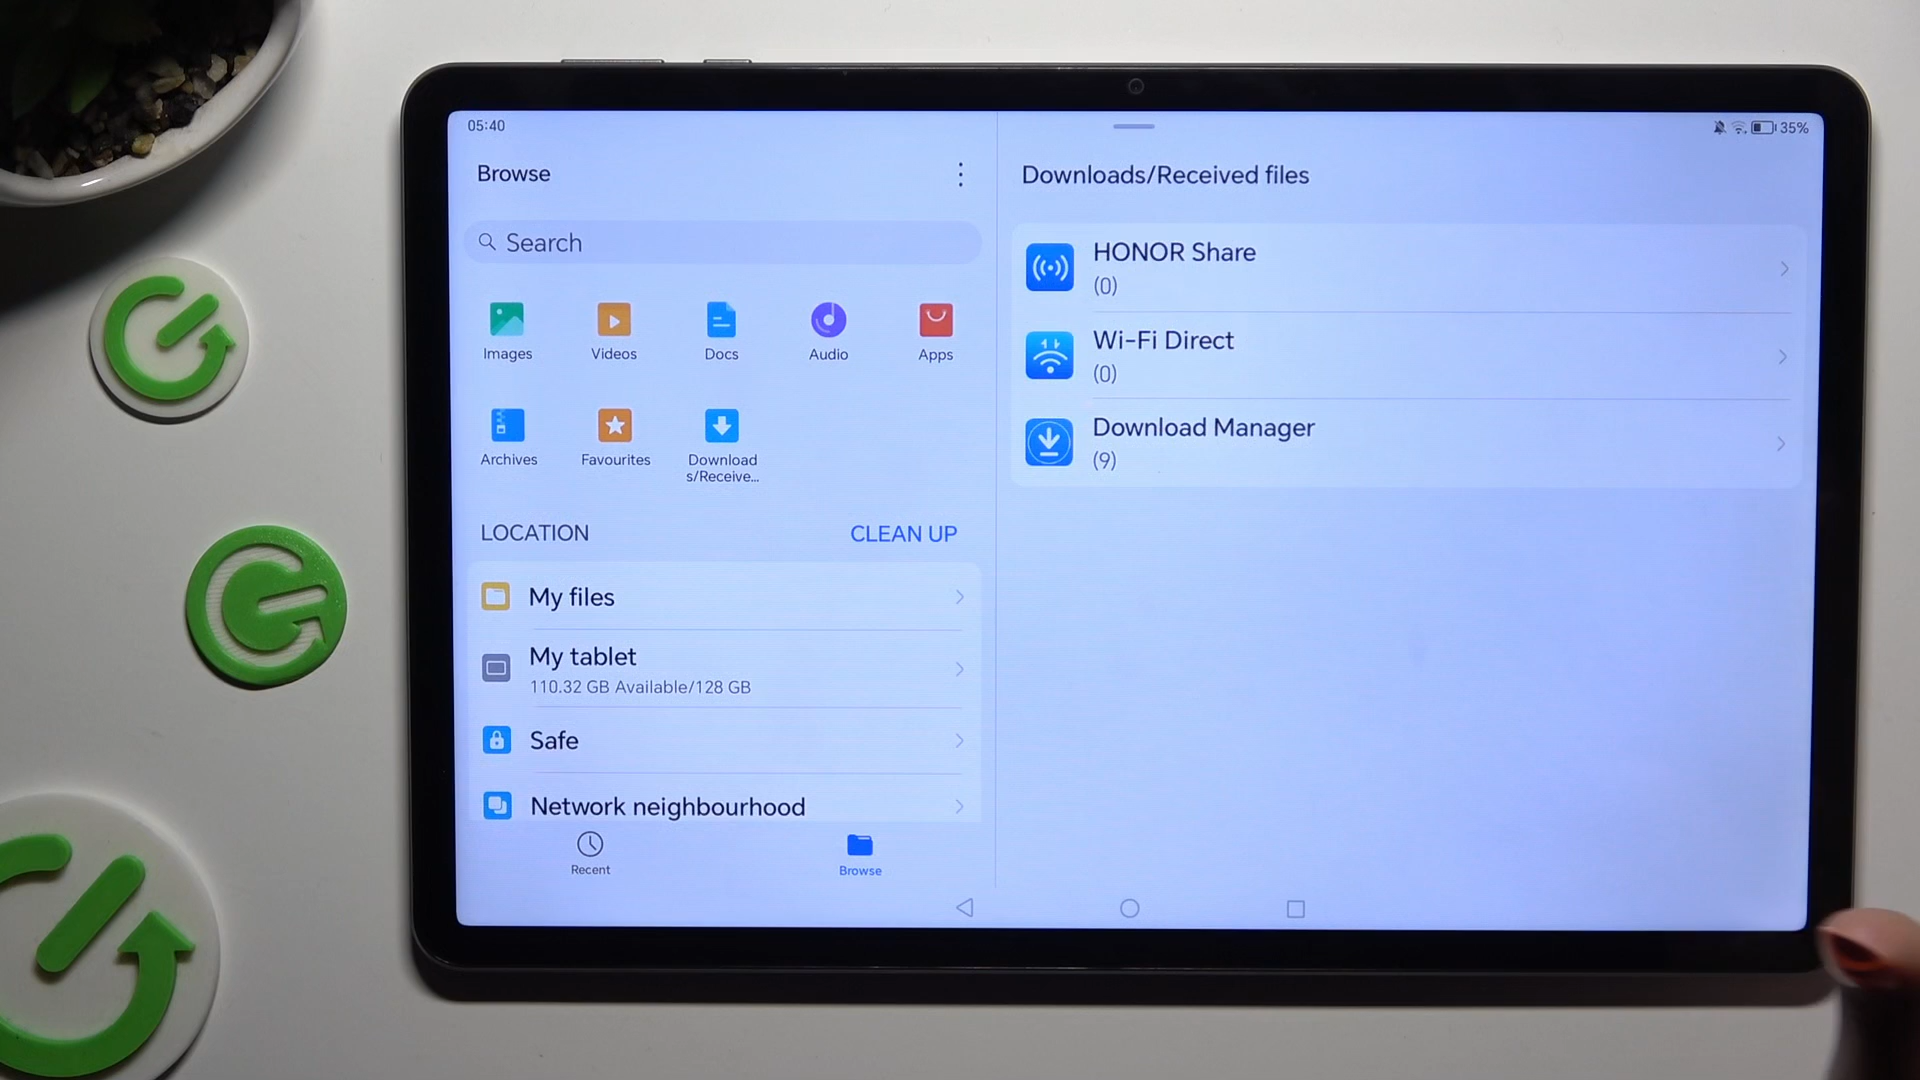 05:40
35%
Browse
Search
Images
Videos
Docs
Audio
Apps
Archives
Favourites
Download
s/Receive...
LOCATION
CLEAN UP
My files
My tablet
110.32 GB Available/128 GB
Safe
Network neighbourhood
Recent
Browse
Downloads/Received files
HONOR Share
(0)
Wi-Fi Direct
(0)
Download Manager
(9)